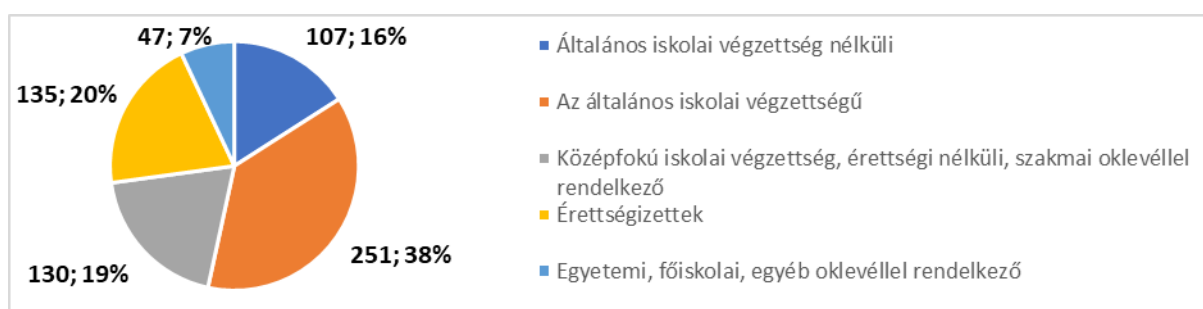 47; 7%
107; 16%
135; 20%
130; 19%
251; 38%
Általános iskolai végzettség nélküli
Az általános iskolai végzettségű
Középfokú iskolai végzettség, érettségi nélküli, szakmai oklevéllel
rendelkező
Érettségizettek
Egyetemi, főiskolai, egyéb oklevéllel rendelkező